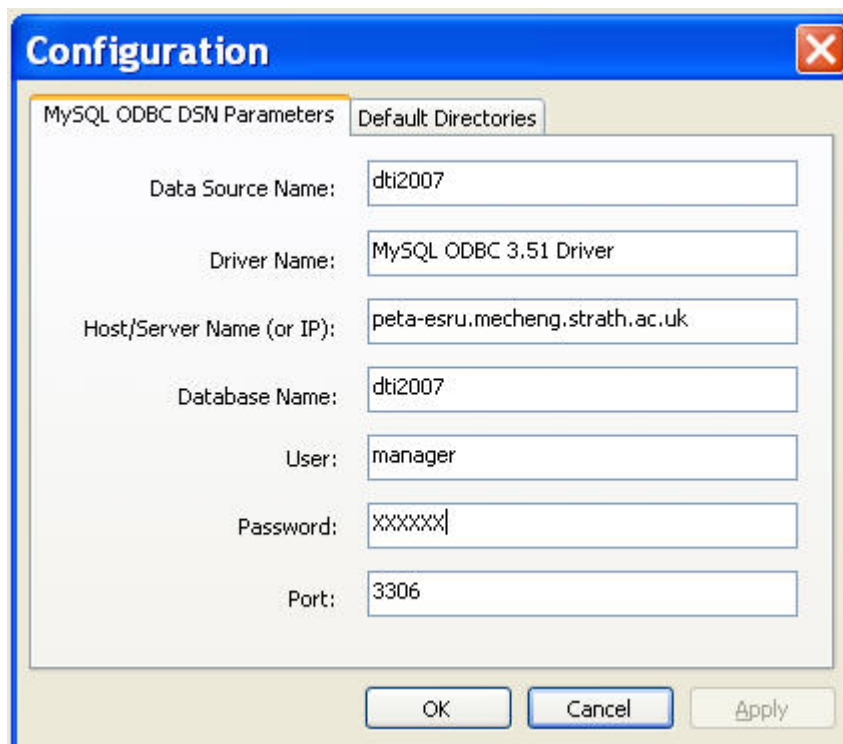 Configuration
MySQL ODBC DSN Parameters
Default Directories
Data Source Name: dti2007
Driver Name: MySQL ODBC 3.51 Driver
Host/Server Name (or IP): peta-esru.mecheng.strath.ac.uk
Database Name: dti2007
User: manager
Password: XXXXXX
Port: 3306
OK Cancel Apply